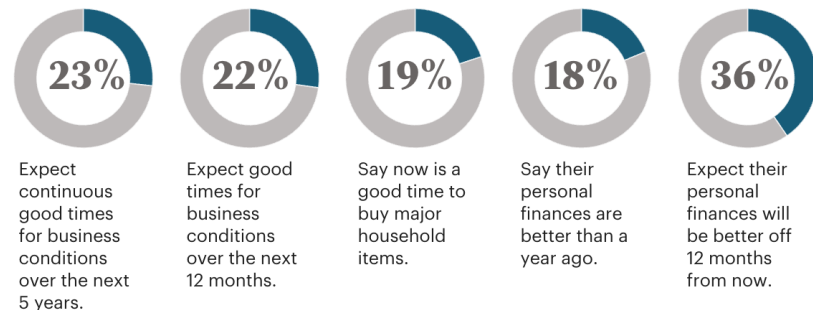 23%
Expect
continuous
good times
for business
conditions
over the next
5 years.
22%
Expect good
times for
business
conditions
over the next
12 months.
19%
Say now is a
good time to
buy major
household
items.
18%
Say their
personal
finances are
better than a
year ago.
36%
Expect their
personal
finances will
be better off
12 months
from now.